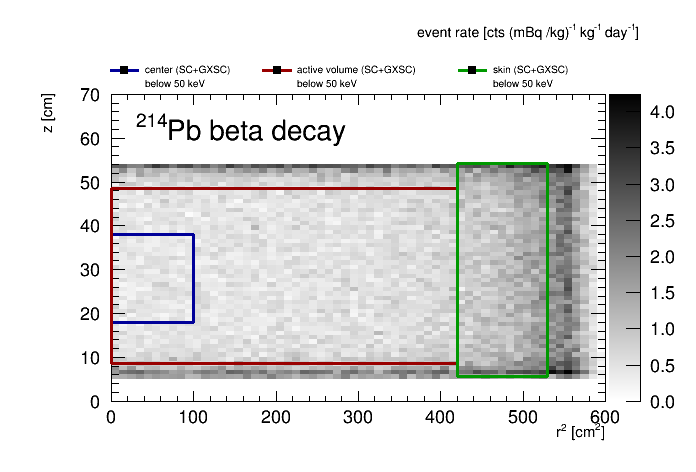 event rate [cts (mBq /kg)⁻¹ kg⁻¹ day⁻¹]
center (SC+GXSC)
below 50 keV
active volume (SC+GXSC)
below 50 keV
skin (SC+GXSC)
below 50 keV
z [cm]
²¹⁴Pb beta decay
70
60
50
40
30
20
10
0
0 100 200 300 400 500 600
r² [cm²]
4.0
3.5
3.0
2.5
2.0
1.5
1.0
0.5
0.0